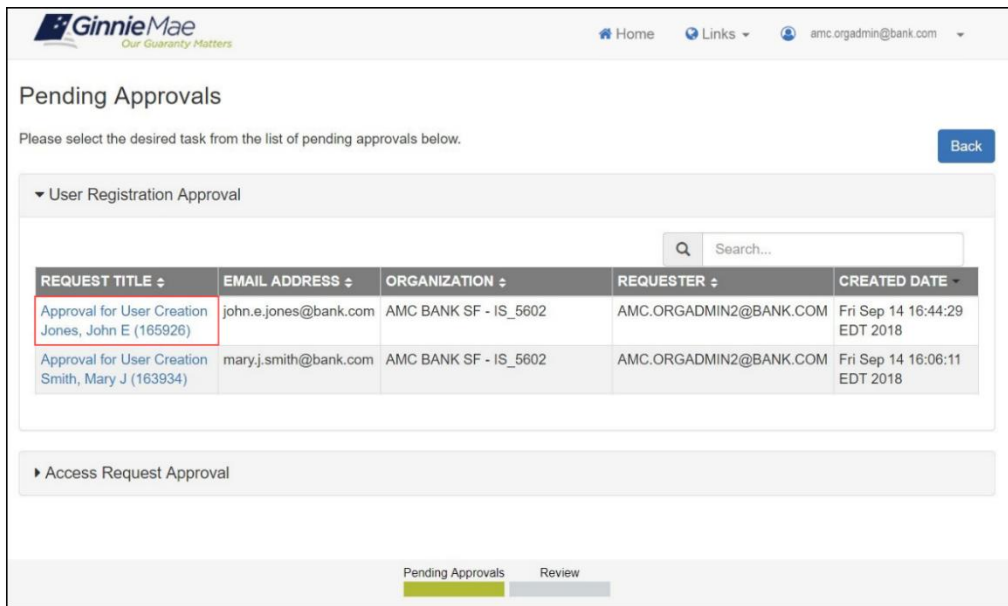 GinnieMae
Our Guaranty Matters
Home Links amc.orgadmin@bank.com
Pending Approvals
Please select the desired task from the list of pending approvals below.
Back
User Registration Approval
Search...
REQUEST TITLE EMAIL ADDRESS ORGANIZATION REQUESTER CREATED DATE
Approval for User Creation john.e.jones@bank.com AMC BANK SF - IS_5602 AMC.ORGADMIN2@BANK.COM Fri Sep 14 16:44:29
Jones, John E (165926) EDT 2018
Approval for User Creation mary.j.smith@bank.com AMC BANK SF - IS_5602 AMC.ORGADMIN2@BANK.COM Fri Sep 14 16:06:11
Smith, Mary J (163934) EDT 2018
Access Request Approval
Pending Approvals Review